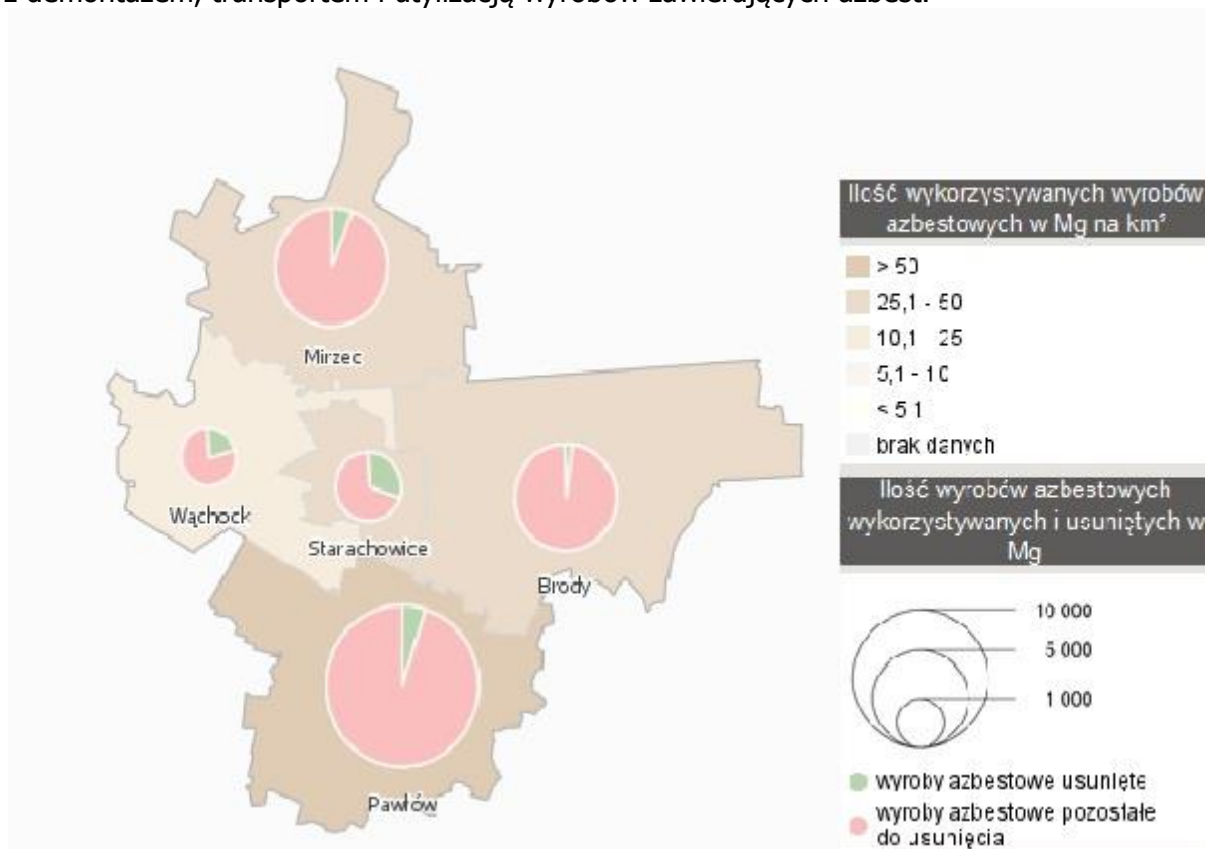 z demontażem, transportem i utylizacją wyrobów zawierających azbest.
Mirzec
Wąchock
Starachowice
Brody
Pawłów
Ilość wykorzystywanych wyrobów
azbestowych w Mg na km²
> 50
25,1 - 50
10,1 25
5,1 - 10
< 5 1
brak danych
Ilość wyrobów azbestowych
wykorzystywanych i usuniętych w
Mg
10 000
5 000
1 000
wyroby azbestowe usunięte
wyroby azbestowe pozostałe
do usunięcia